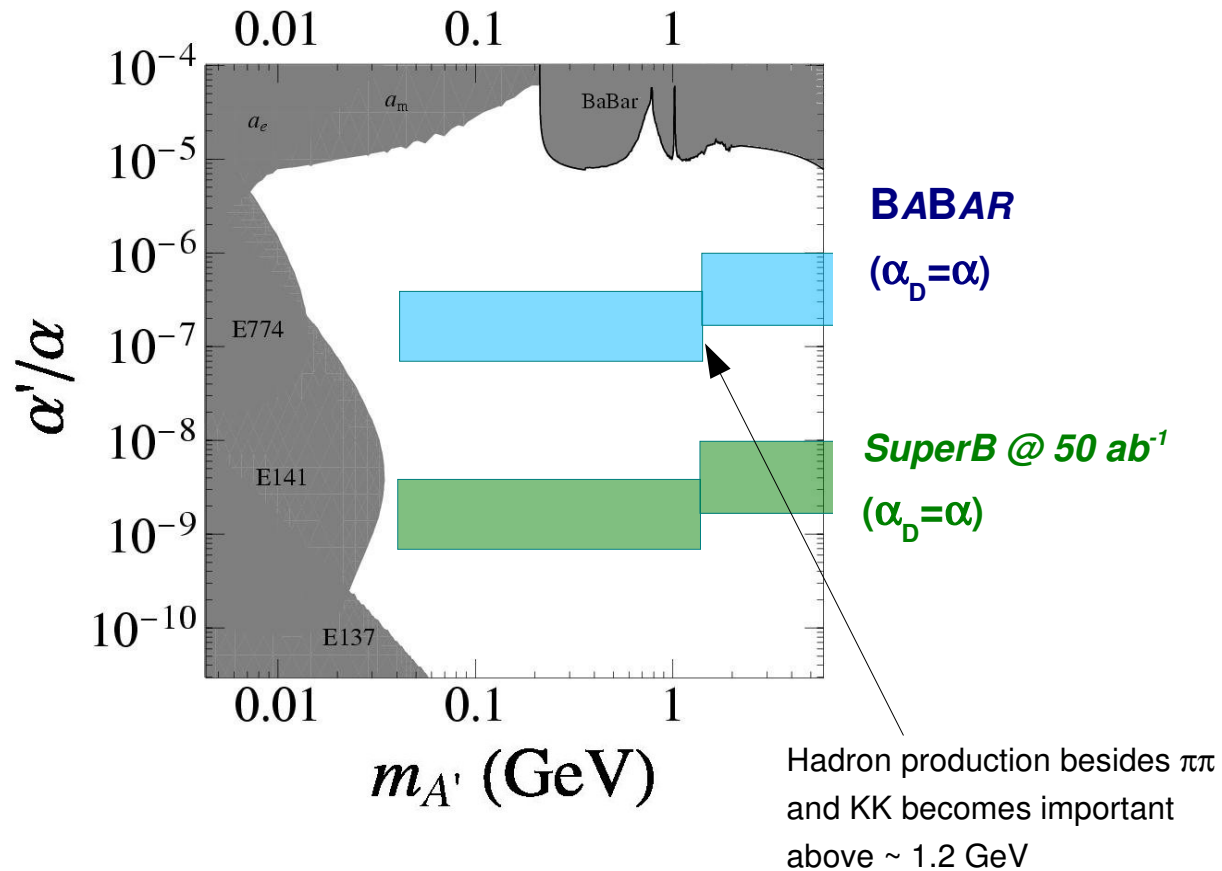 0.01 0.1 1
10⁻⁴
10⁻⁵
10⁻⁶
10⁻⁷
10⁻⁸
10⁻⁹
10⁻¹⁰
α'/α
aₑ
aₘ
BaBar
E774
E141
E137
BABAR
(α_D=α)
SuperB @ 50 ab⁻¹
(α_D=α)
0.01 0.1 1
m_A' (GeV)
Hadron production besides ππ
and KK becomes important
above ~ 1.2 GeV